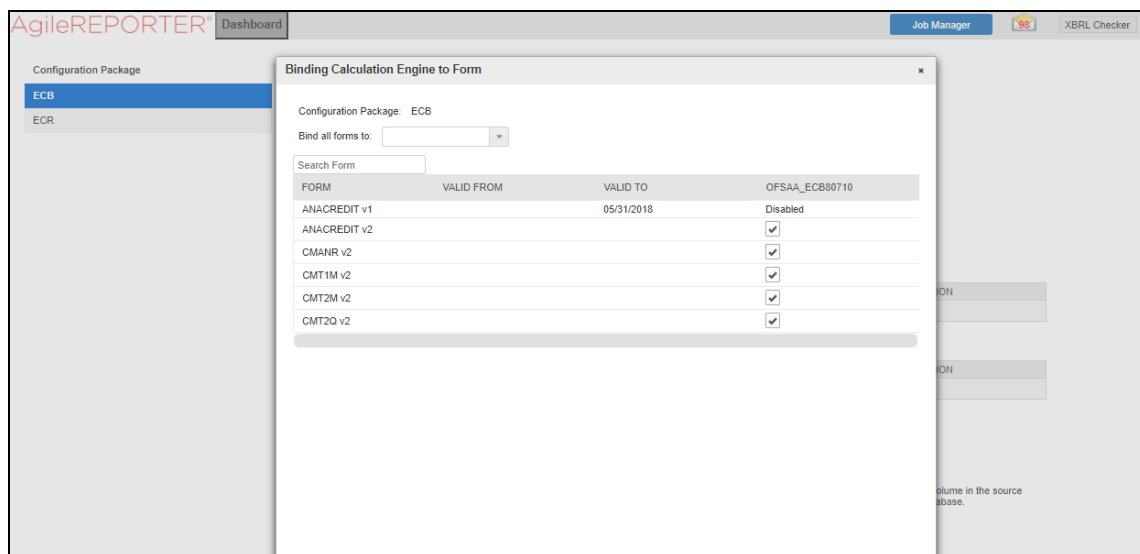 AgileREPORTER® Dashboard Job Manager 98 XBRL Checker
Configuration Package
ECB
ECR
Binding Calculation Engine to Form
Configuration Package: ECB
Bind all forms to:
Search Form
FORM VALID FROM VALID TO OFSAA_ECB80710
ANACREDIT v1 05/31/2018 Disabled
ANACREDIT v2
CMANR v2
CMT1M v2
CMT2M v2
ION
CMT2Q v2
ION
olume in the source
abase.